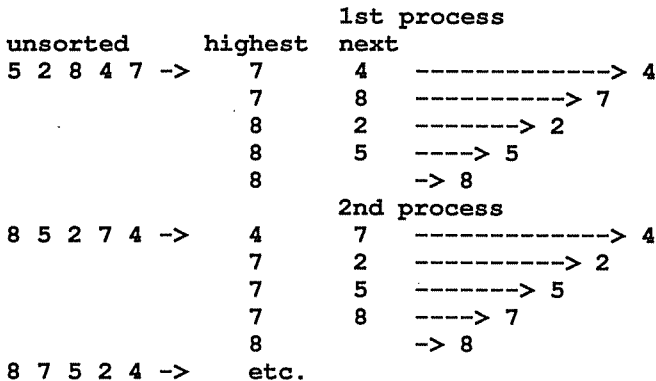 1st process
unsorted highest next
5 2 8 4 7 -> 7 4 -------------> 4
7 8 ----------> 7
8 2 -------> 2
8 5 ----> 5
8 -> 8
2nd process
8 5 2 7 4 -> 4 7 -------------> 4
7 2 ----------> 2
7 5 -------> 5
7 8 ----> 7
8 -> 8
8 7 5 2 4 -> etc.